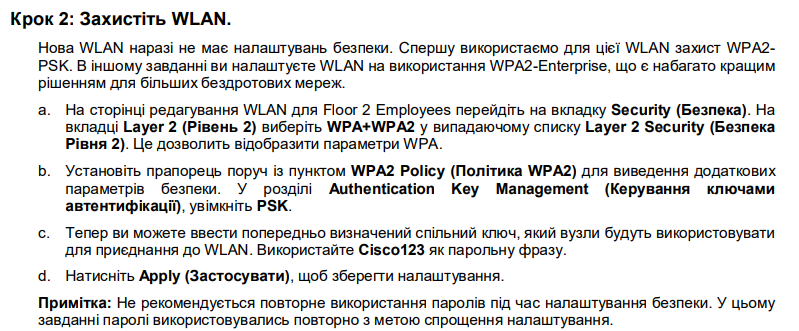 Крок 2: Захистіть WLAN.
Нова WLAN наразі не має налаштувань безпеки. Спершу використаємо для цієї WLAN захист WPA2-
PSK. В іншому завданні ви налаштуєте WLAN на використання WPA2-Enterprise, що є набагато кращим
рішенням для більших бездротових мереж.
a. На сторінці редагування WLAN для Floor 2 Employees перейдіть на вкладку Security (Безпека). На
вкладці Layer 2 (Рівень 2) виберіть WPA+WPA2 у випадаючому списку Layer 2 Security (Безпека
Рівня 2). Це дозволить відобразити параметри WPA.
b. Установіть прапорець поруч із пунктом WPA2 Policy (Політика WPA2) для виведення додаткових
параметрів безпеки. У розділі Authentication Key Management (Керування ключами
автентифікації), увімкніть PSK.
c. Тепер ви можете ввести попередньо визначений спільний ключ, який вузли будуть використовувати
для приєднання до WLAN. Використайте Cisco123 як парольну фразу.
d. Натисніть Apply (Застосувати), щоб зберегти налаштування.
Примітка: Не рекомендується повторне використання паролів під час налаштування безпеки. У цьому
завданні паролі використовувались повторно з метою спрощення налаштування.